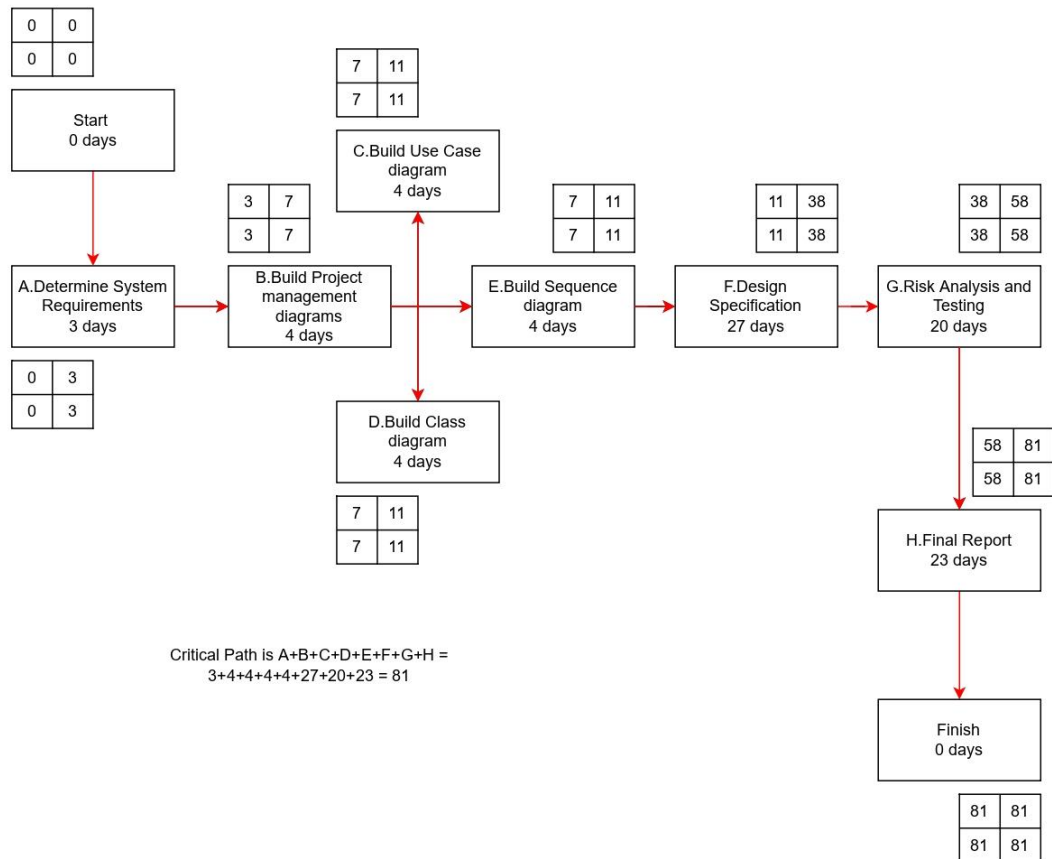 0 0
0 0
Start
0 days
7 11
7 11
C.Build Use Case
diagram
4 days
3 7
3 7
7 11
7 11
11 38
11 38
38 58
38 58
A.Determine System
Requirements
3 days
B.Build Project
management
diagrams
4 days
E.Build Sequence
diagram
4 days
F.Design
Specification
27 days
G.Risk Analysis and
Testing
20 days
0 3
0 3
D.Build Class
diagram
4 days
7 11
7 11
58 81
58 81
H.Final Report
23 days
Critical Path is A+B+C+D+E+F+G+H =
3+4+4+4+4+27+20+23 = 81
Finish
0 days
81 81
81 81